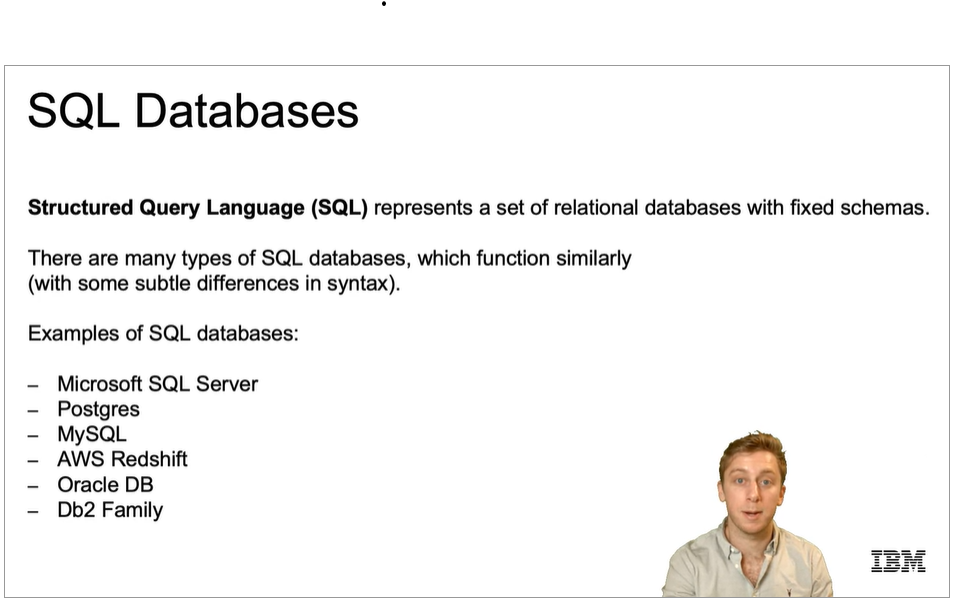 SQL Databases
Structured Query Language (SQL) represents a set of relational databases with fixed schemas.
There are many types of SQL databases, which function similarly
(with some subtle differences in syntax).
Examples of SQL databases:
– Microsoft SQL Server
– Postgres
– MySQL
– AWS Redshift
– Oracle DB
– Db2 Family
IBM